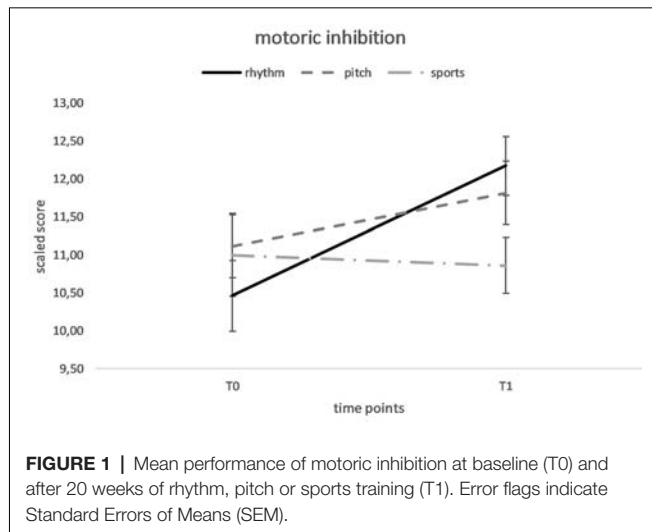 motoric inhibition
rhythm pitch sports
13,00
12,50
12,00
11,50
11,00
10,50
10,00
9,50
scaled score
T0 T1
time points
FIGURE 1 | Mean performance of motoric inhibition at baseline (T0) and
after 20 weeks of rhythm, pitch or sports training (T1). Error flags indicate
Standard Errors of Means (SEM).